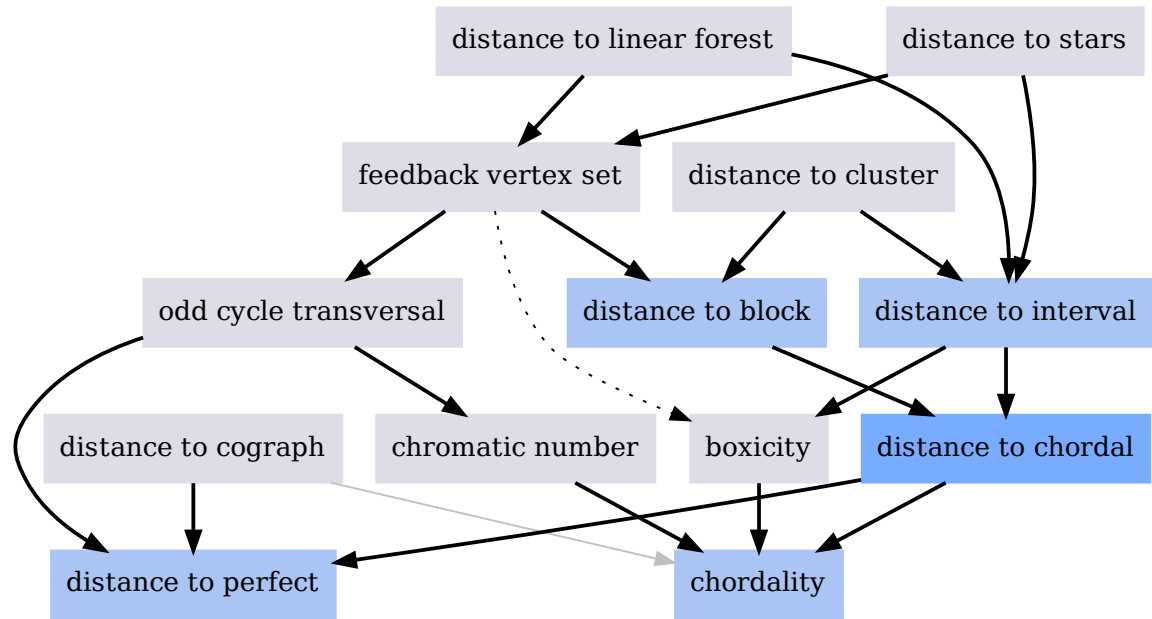 distance to linear forest
distance to stars
feedback vertex set
distance to cluster
odd cycle transversal
distance to block
distance to interval
distance to cograph
chromatic number
boxicity
distance to chordal
distance to perfect
chordality